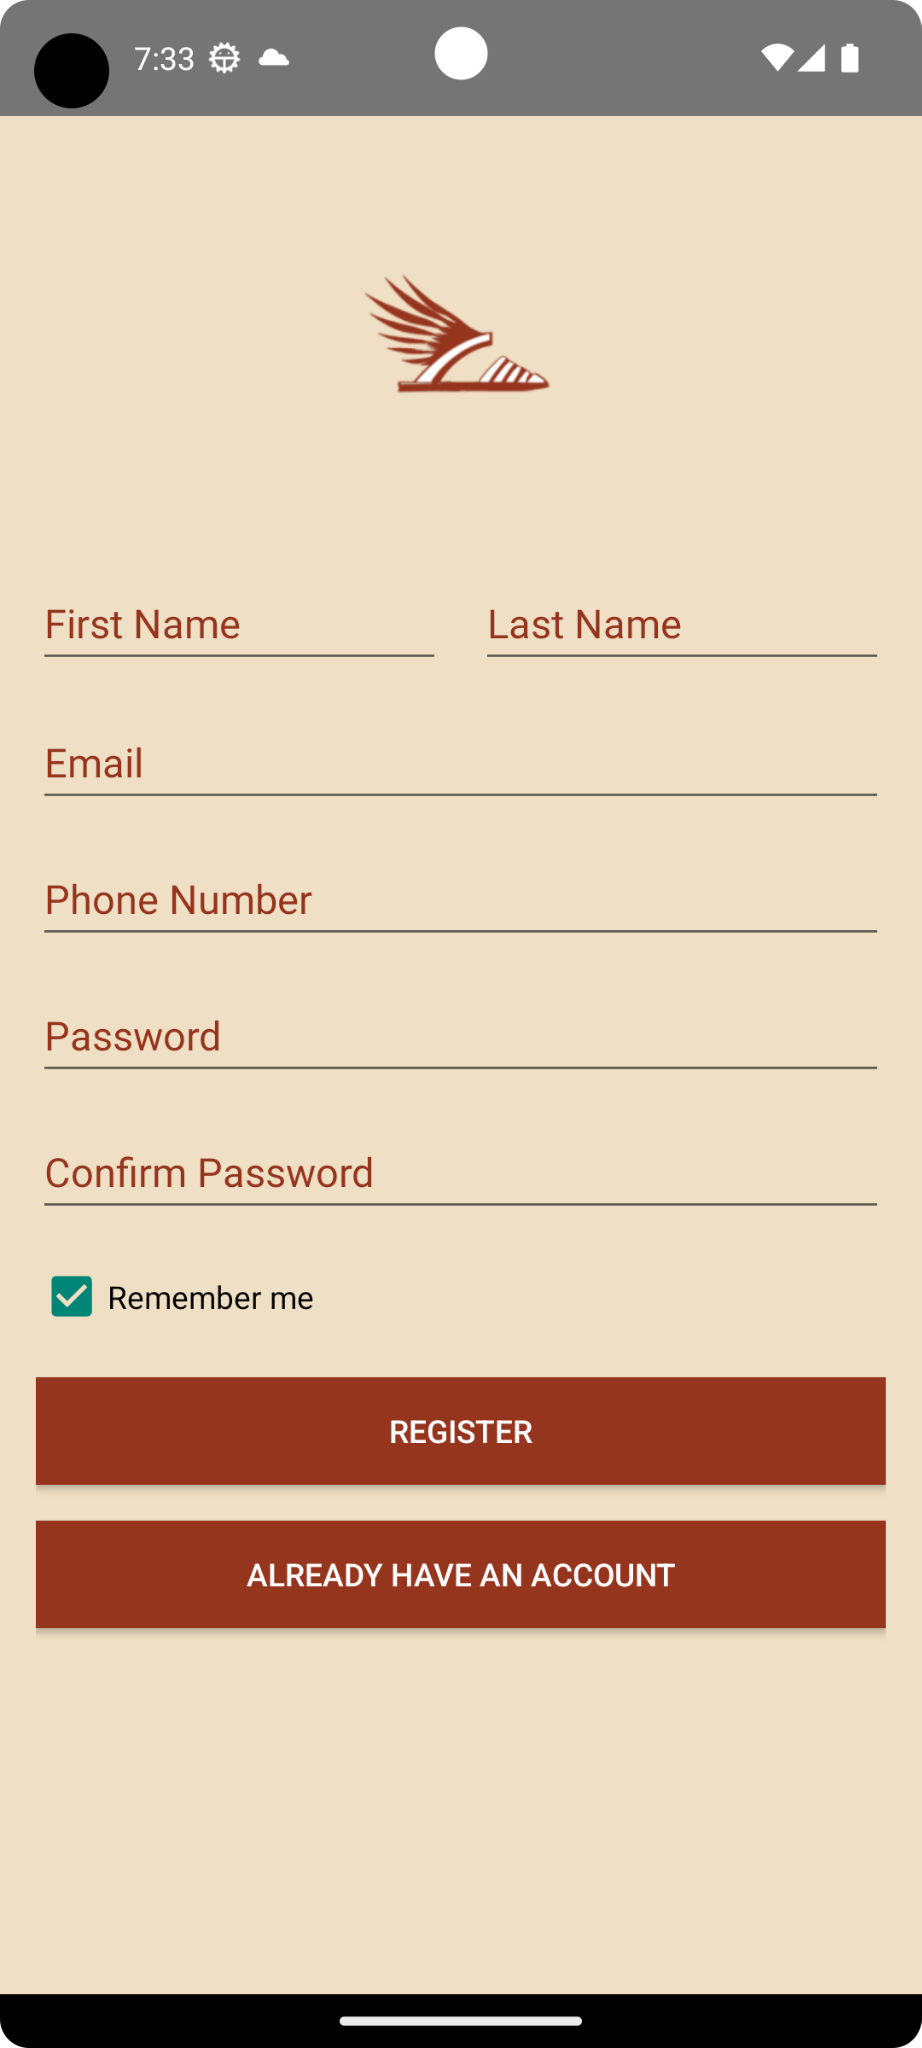 7:33
First Name Last Name
Email
Phone Number
Password
Confirm Password
Remember me
REGISTER
ALREADY HAVE AN ACCOUNT